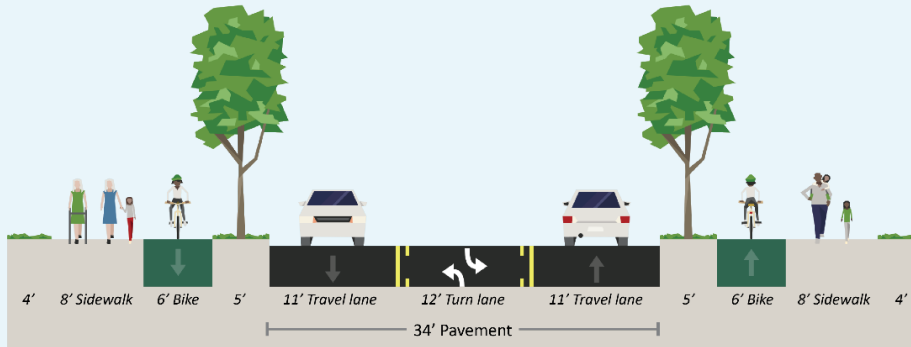 4’ 8’ Sidewalk 6’ Bike 5’ 11’ Travel lane 12’ Turn lane 11’ Travel lane 5’ 6’ Bike 8’ Sidewalk 4’
34’ Pavement